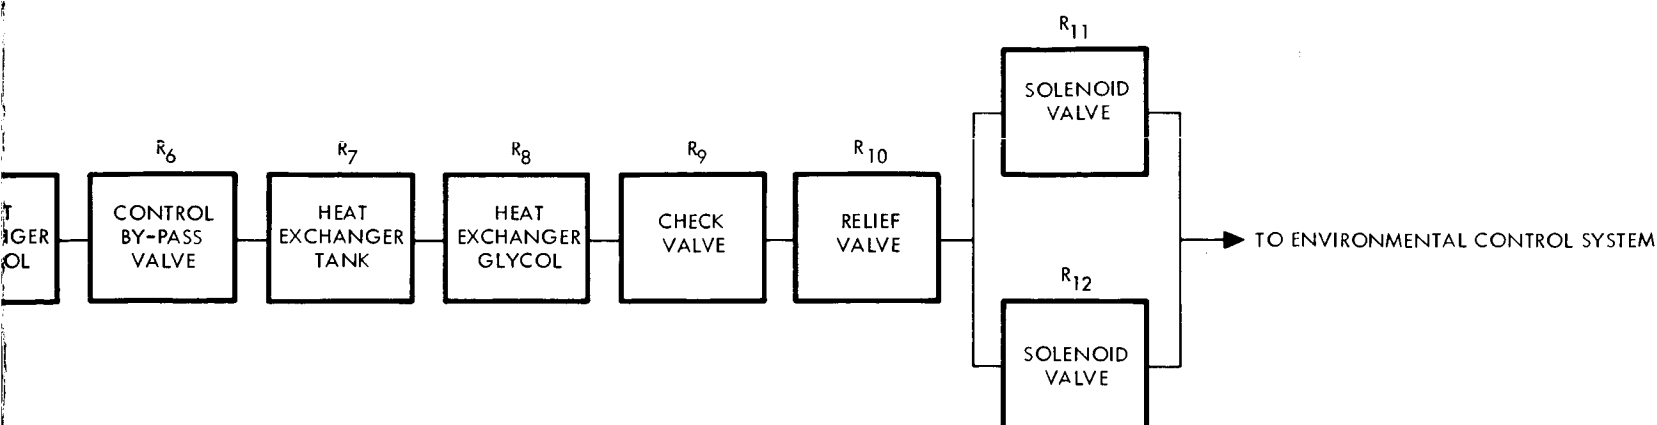 R11
SOLENOID
VALVE
R6
R7
R8
R9
R10
CONTROL
BY-PASS
VALVE
HEAT
EXCHANGER
TANK
HEAT
EXCHANGER
GLYCOL
CHECK
VALVE
RELIEF
VALVE
TO ENVIRONMENTAL CONTROL SYSTEM
R12
SOLENOID
VALVE